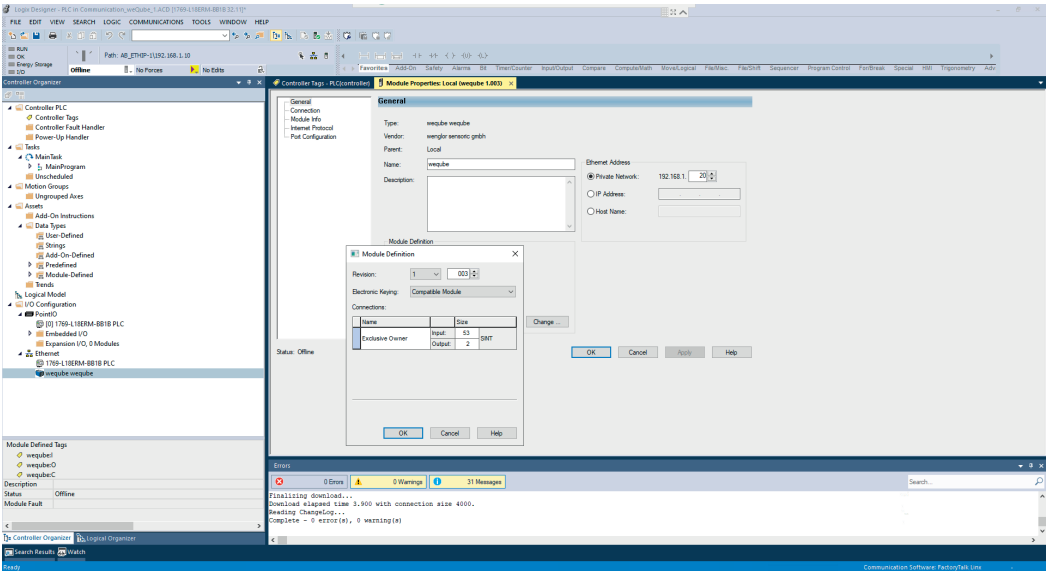 Logix Designer - PLC in Communication_weQube_1.ACD [1769-L18ERM-BB1B 32.11]*
FILE EDIT VIEW SEARCH LOGIC COMMUNICATIONS TOOLS WINDOW HELP
RUN
OK
Energy Storage
I/O
Path: AB_ETHIP-1\192.168.1.10
Offline
No Forces
No Edits
Favorites Add-On Safety Alarms Bit Timer/Counter Input/Output Compare Compute/Math Move/Logical File/Misc. File/Shift Sequencer Program Control For/Break Special HMI Trigonometry Adv
Controller Organizer
Controller PLC
Controller Tags
Controller Fault Handler
Power-Up Handler
Tasks
MainTask
MainProgram
Unscheduled
Motion Groups
Ungrouped Axes
Assets
Add-On Instructions
Data Types
User-Defined
Strings
Add-On-Defined
Predefined
Module-Defined
Trends
Logical Model
I/O Configuration
PointIO
[0] 1769-L18ERM-BB1B PLC
Embedded I/O
Expansion I/O, 0 Modules
Ethernet
1769-L18ERM-BB1B PLC
weqube weqube
Module Defined Tags
weqube:I
weqube:O
weqube:C
Description
Status Offline
Module Fault
Controller Organizer
Logical Organizer
Search Results
Watch
Ready
Controller Tags - PLC(controller)
Module Properties: Local (weqube 1.003)
General
Connection
Module Info
Internet Protocol
Port Configuration
General
Type: weqube weqube
Vendor: wenglor sensoric gmbh
Parent: Local
Name: weqube
Description:
Ethernet Address
Private Network: 192.168.1. 20
IP Address:
Host Name:
Module Definition
Module Definition
Revision: 1 003
Electronic Keying: Compatible Module
Connections:
Name Size
Exclusive Owner Input: 53 SINT
Output: 2
OK Cancel Help
Change ...
Status: Offline
OK Cancel Apply Help
Errors
0 Errors 0 Warnings 31 Messages
Search...
Finalizing download...
Download elapsed time 3.900 with connection size 4000.
Reading ChangeLog...
Complete - 0 error(s), 0 warning(s)
Communication Software: FactoryTalk Linx